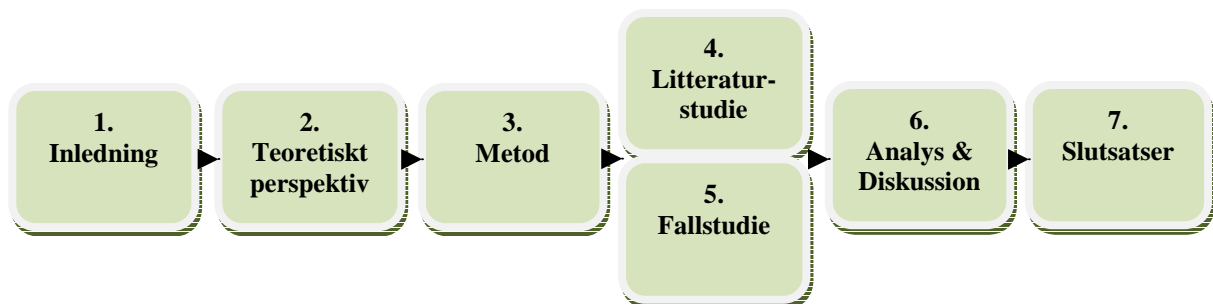 1.
Inledning
2.
Teoretiskt
perspektiv
3.
Metod
4.
Litteratur-
studie
5.
Fallstudie
6.
Analys &
Diskussion
7.
Slutsatser